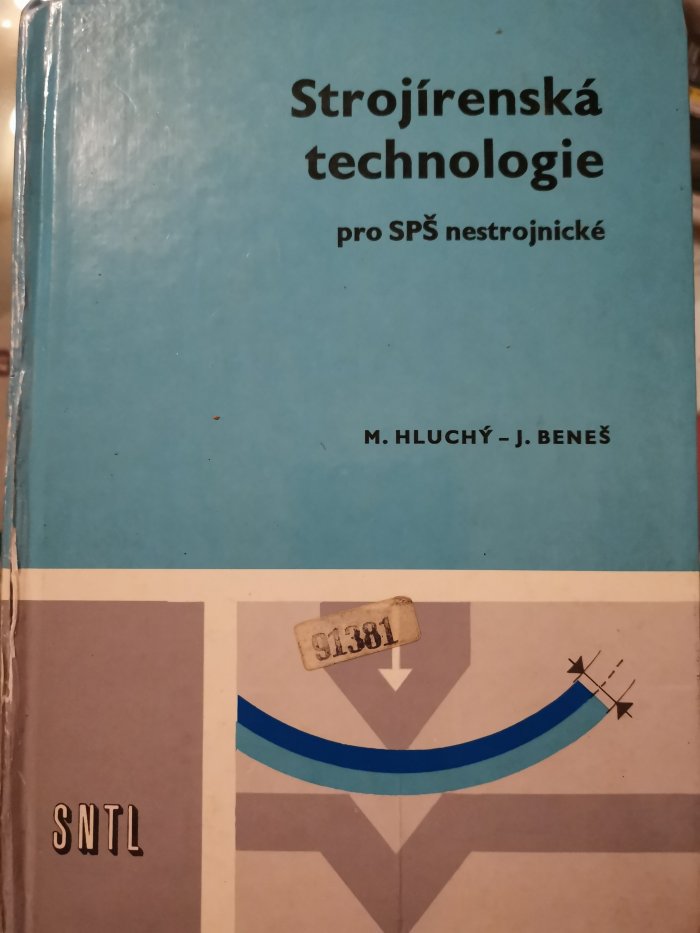 Strojírenská
technologie
pro SPŠ nestrojnické
M. HLUCHÝ – J. BENEŠ
91381
SNTL